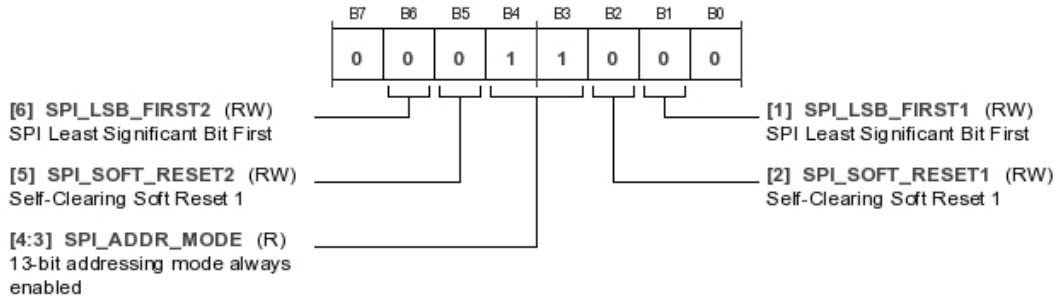 B7 B6 B5 B4 B3 B2 B1 B0
0 0 0 1 1 0 0 0
[6] SPI_LSB_FIRST2 (RW)
SPI Least Significant Bit First
[5] SPI_SOFT_RESET2 (RW)
Self-Clearing Soft Reset 1
[4:3] SPI_ADDR_MODE (R)
13-bit addressing mode always
enabled
[1] SPI_LSB_FIRST1 (RW)
SPI Least Significant Bit First
[2] SPI_SOFT_RESET1 (RW)
Self-Clearing Soft Reset 1